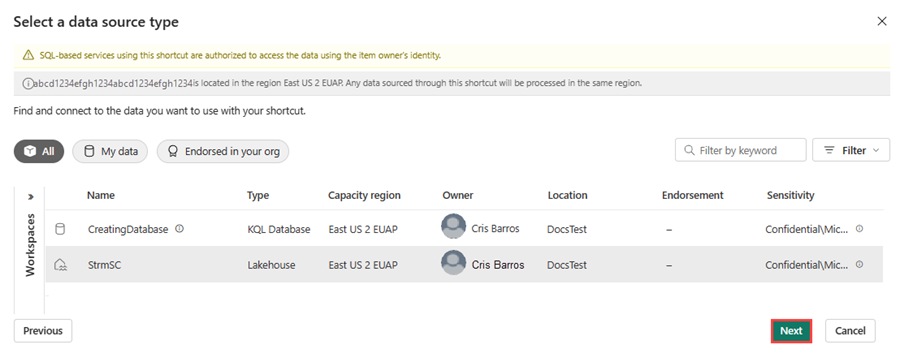 Select a data source type
SQL-based services using this shortcut are authorized to access the data using the item owner's identity.
abcd1234efgh1234abcd1234efgh1234is located in the region East US 2 EUAP. Any data sourced through this shortcut will be processed in the same region.
Find and connect to the data you want to use with your shortcut.
All My data Endorsed in your org Filter by keyword Filter
Workspaces
Name Type Capacity region Owner Location Endorsement Sensitivity
CreatingDatabase KQL Database East US 2 EUAP Cris Barros DocsTest – Confidential\Mic...
StrmSC Lakehouse East US 2 EUAP Cris Barros DocsTest – Confidential\Mic...
Previous Next Cancel